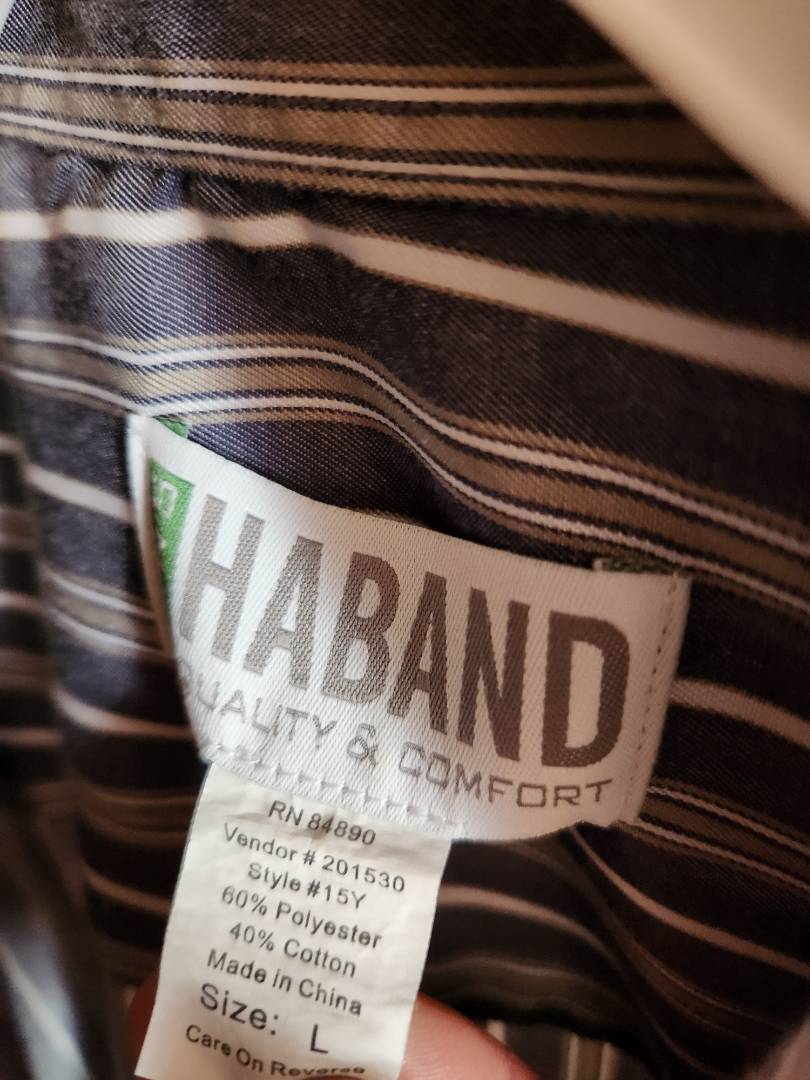 HABAND
QUALITY & COMFORT
RN 84890
Vendor # 201530
Style #15Y
60% Polyester
40% Cotton
Made in China
Size: L
Care On Reverse